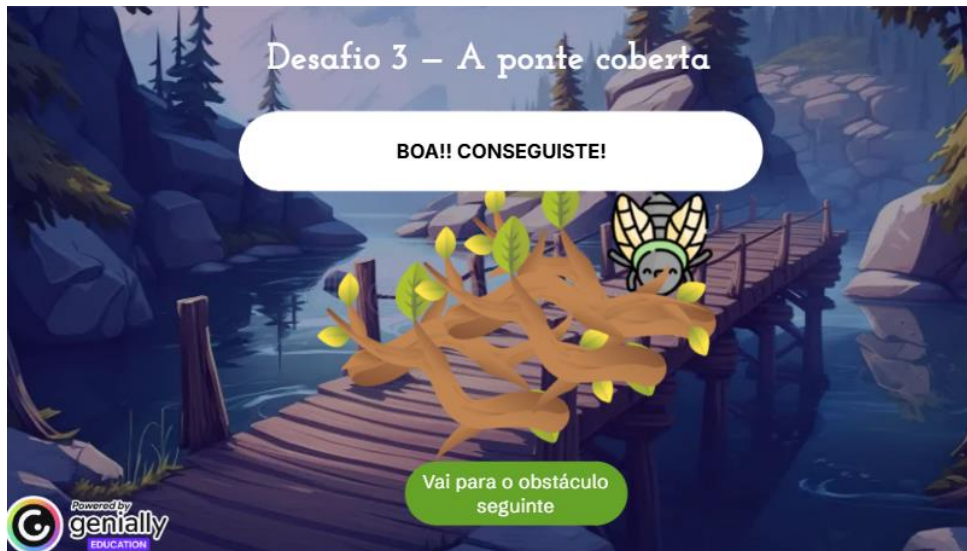 Desafio 3 – A ponte coberta
BOA!! CONSEGUISTE!
Vai para o obstáculo
seguinte
Powered by
genially
EDUCATION